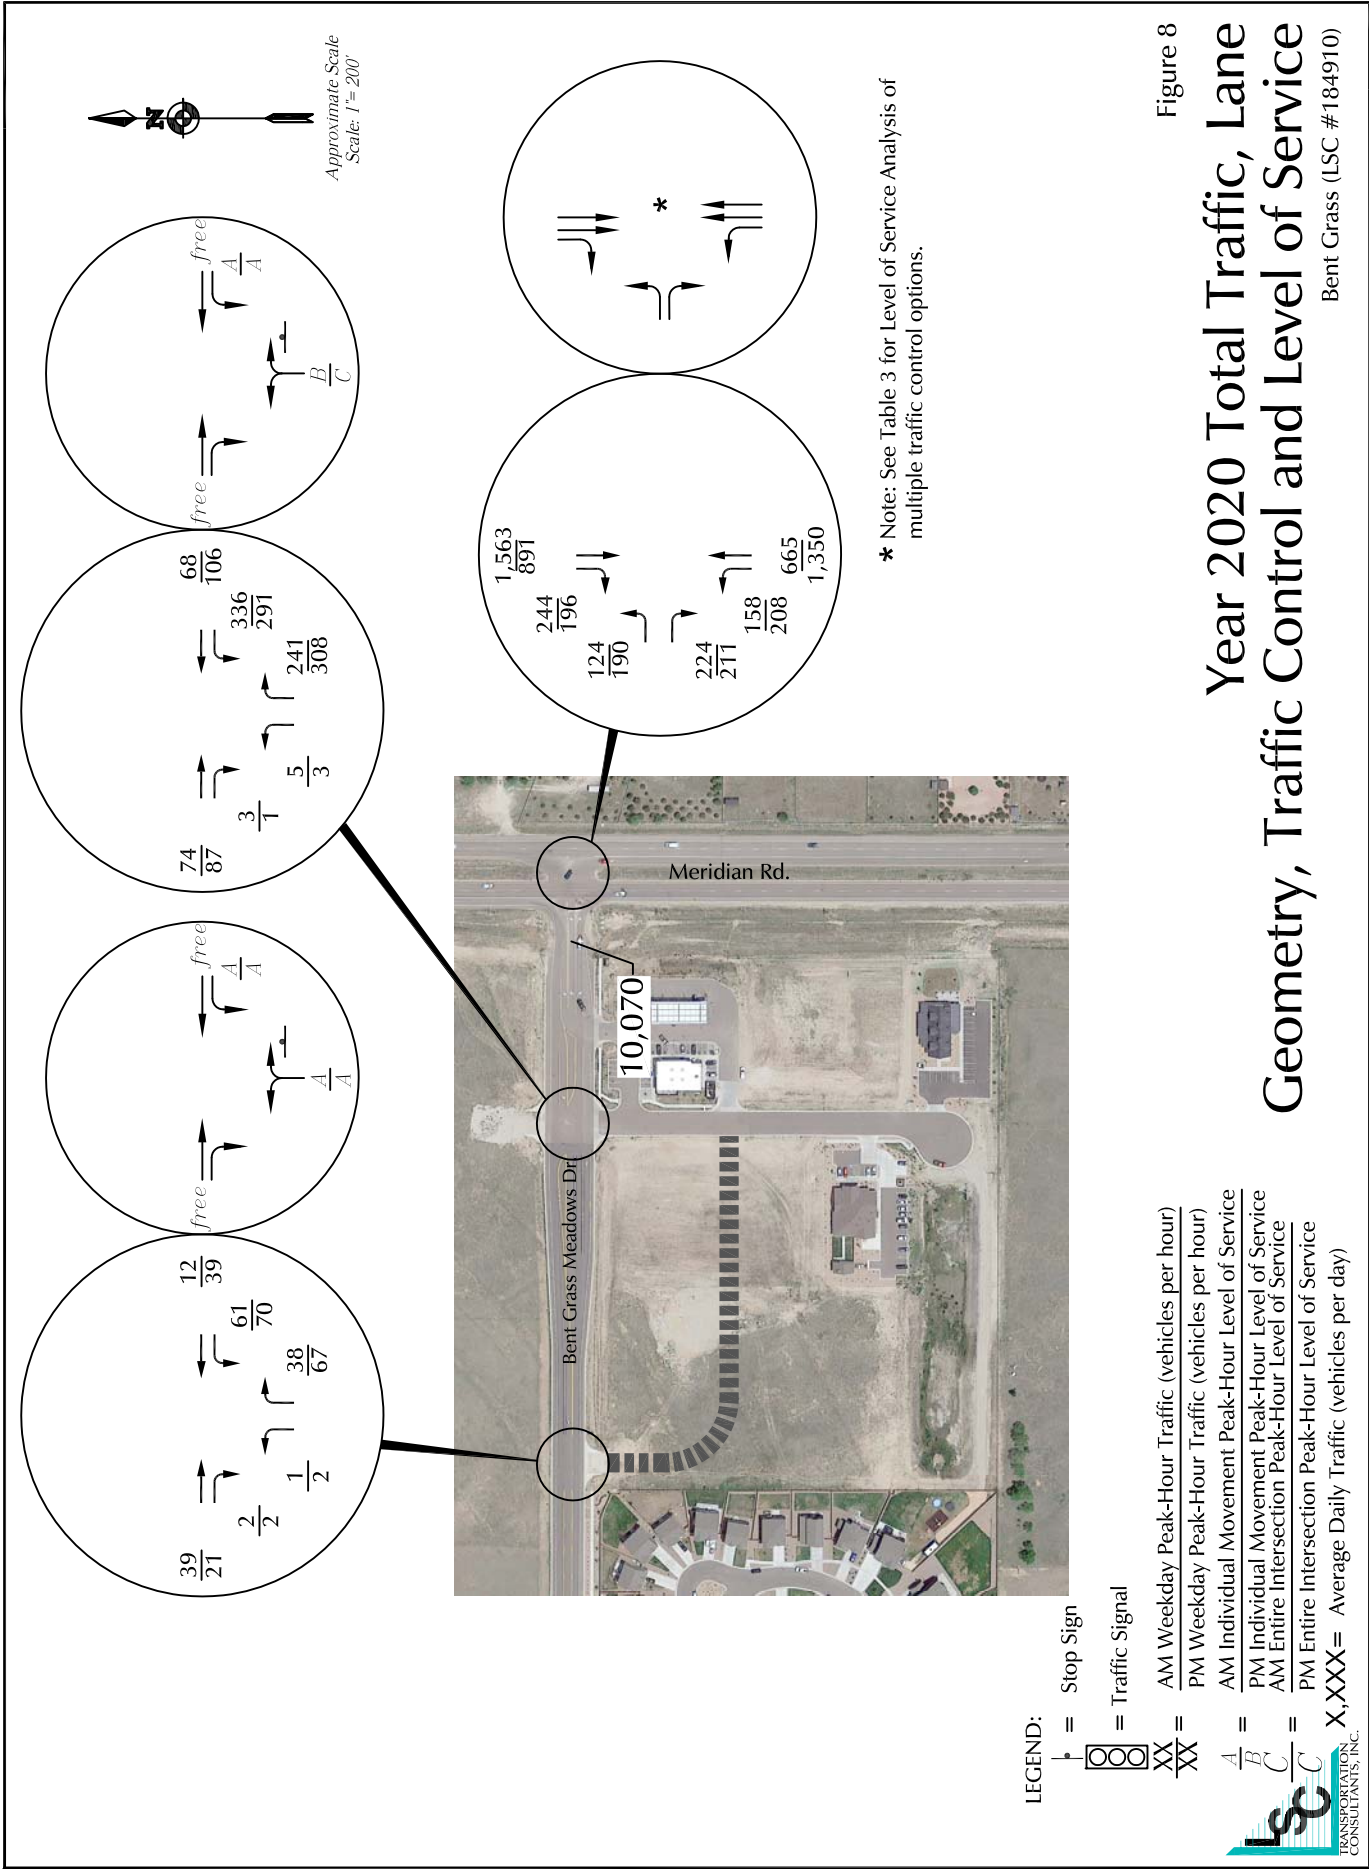 N
Approximate Scale
Scale: 1"= 200'
39
21
2
2
1
2
38
67
61
70
12
39
free
A
A
free
A
A
74
87
3
1
5
3
241
308
336
291
68
106
free
B
C
free
A
A
124
190
244
196
1,563
891
224
211
158
208
665
1,350
*
* Note: See Table 3 for Level of Service Analysis of
multiple traffic control options.
Bent Grass Meadows Dr.
10,070
Meridian Rd.
LEGEND:
= Stop Sign
= Traffic Signal
XX
XX
=
AM Weekday Peak-Hour Traffic (vehicles per hour)
PM Weekday Peak-Hour Traffic (vehicles per hour)
A
B
=
AM Individual Movement Peak-Hour Level of Service
PM Individual Movement Peak-Hour Level of Service
C
C
=
AM Entire Intersection Peak-Hour Level of Service
PM Entire Intersection Peak-Hour Level of Service
X,XXX= Average Daily Traffic (vehicles per day)
LSC
TRANSPORTATION
CONSULTANTS, INC.
Figure 8
Year 2020 Total Traffic, Lane
Geometry, Traffic Control and Level of Service
Bent Grass (LSC #184910)